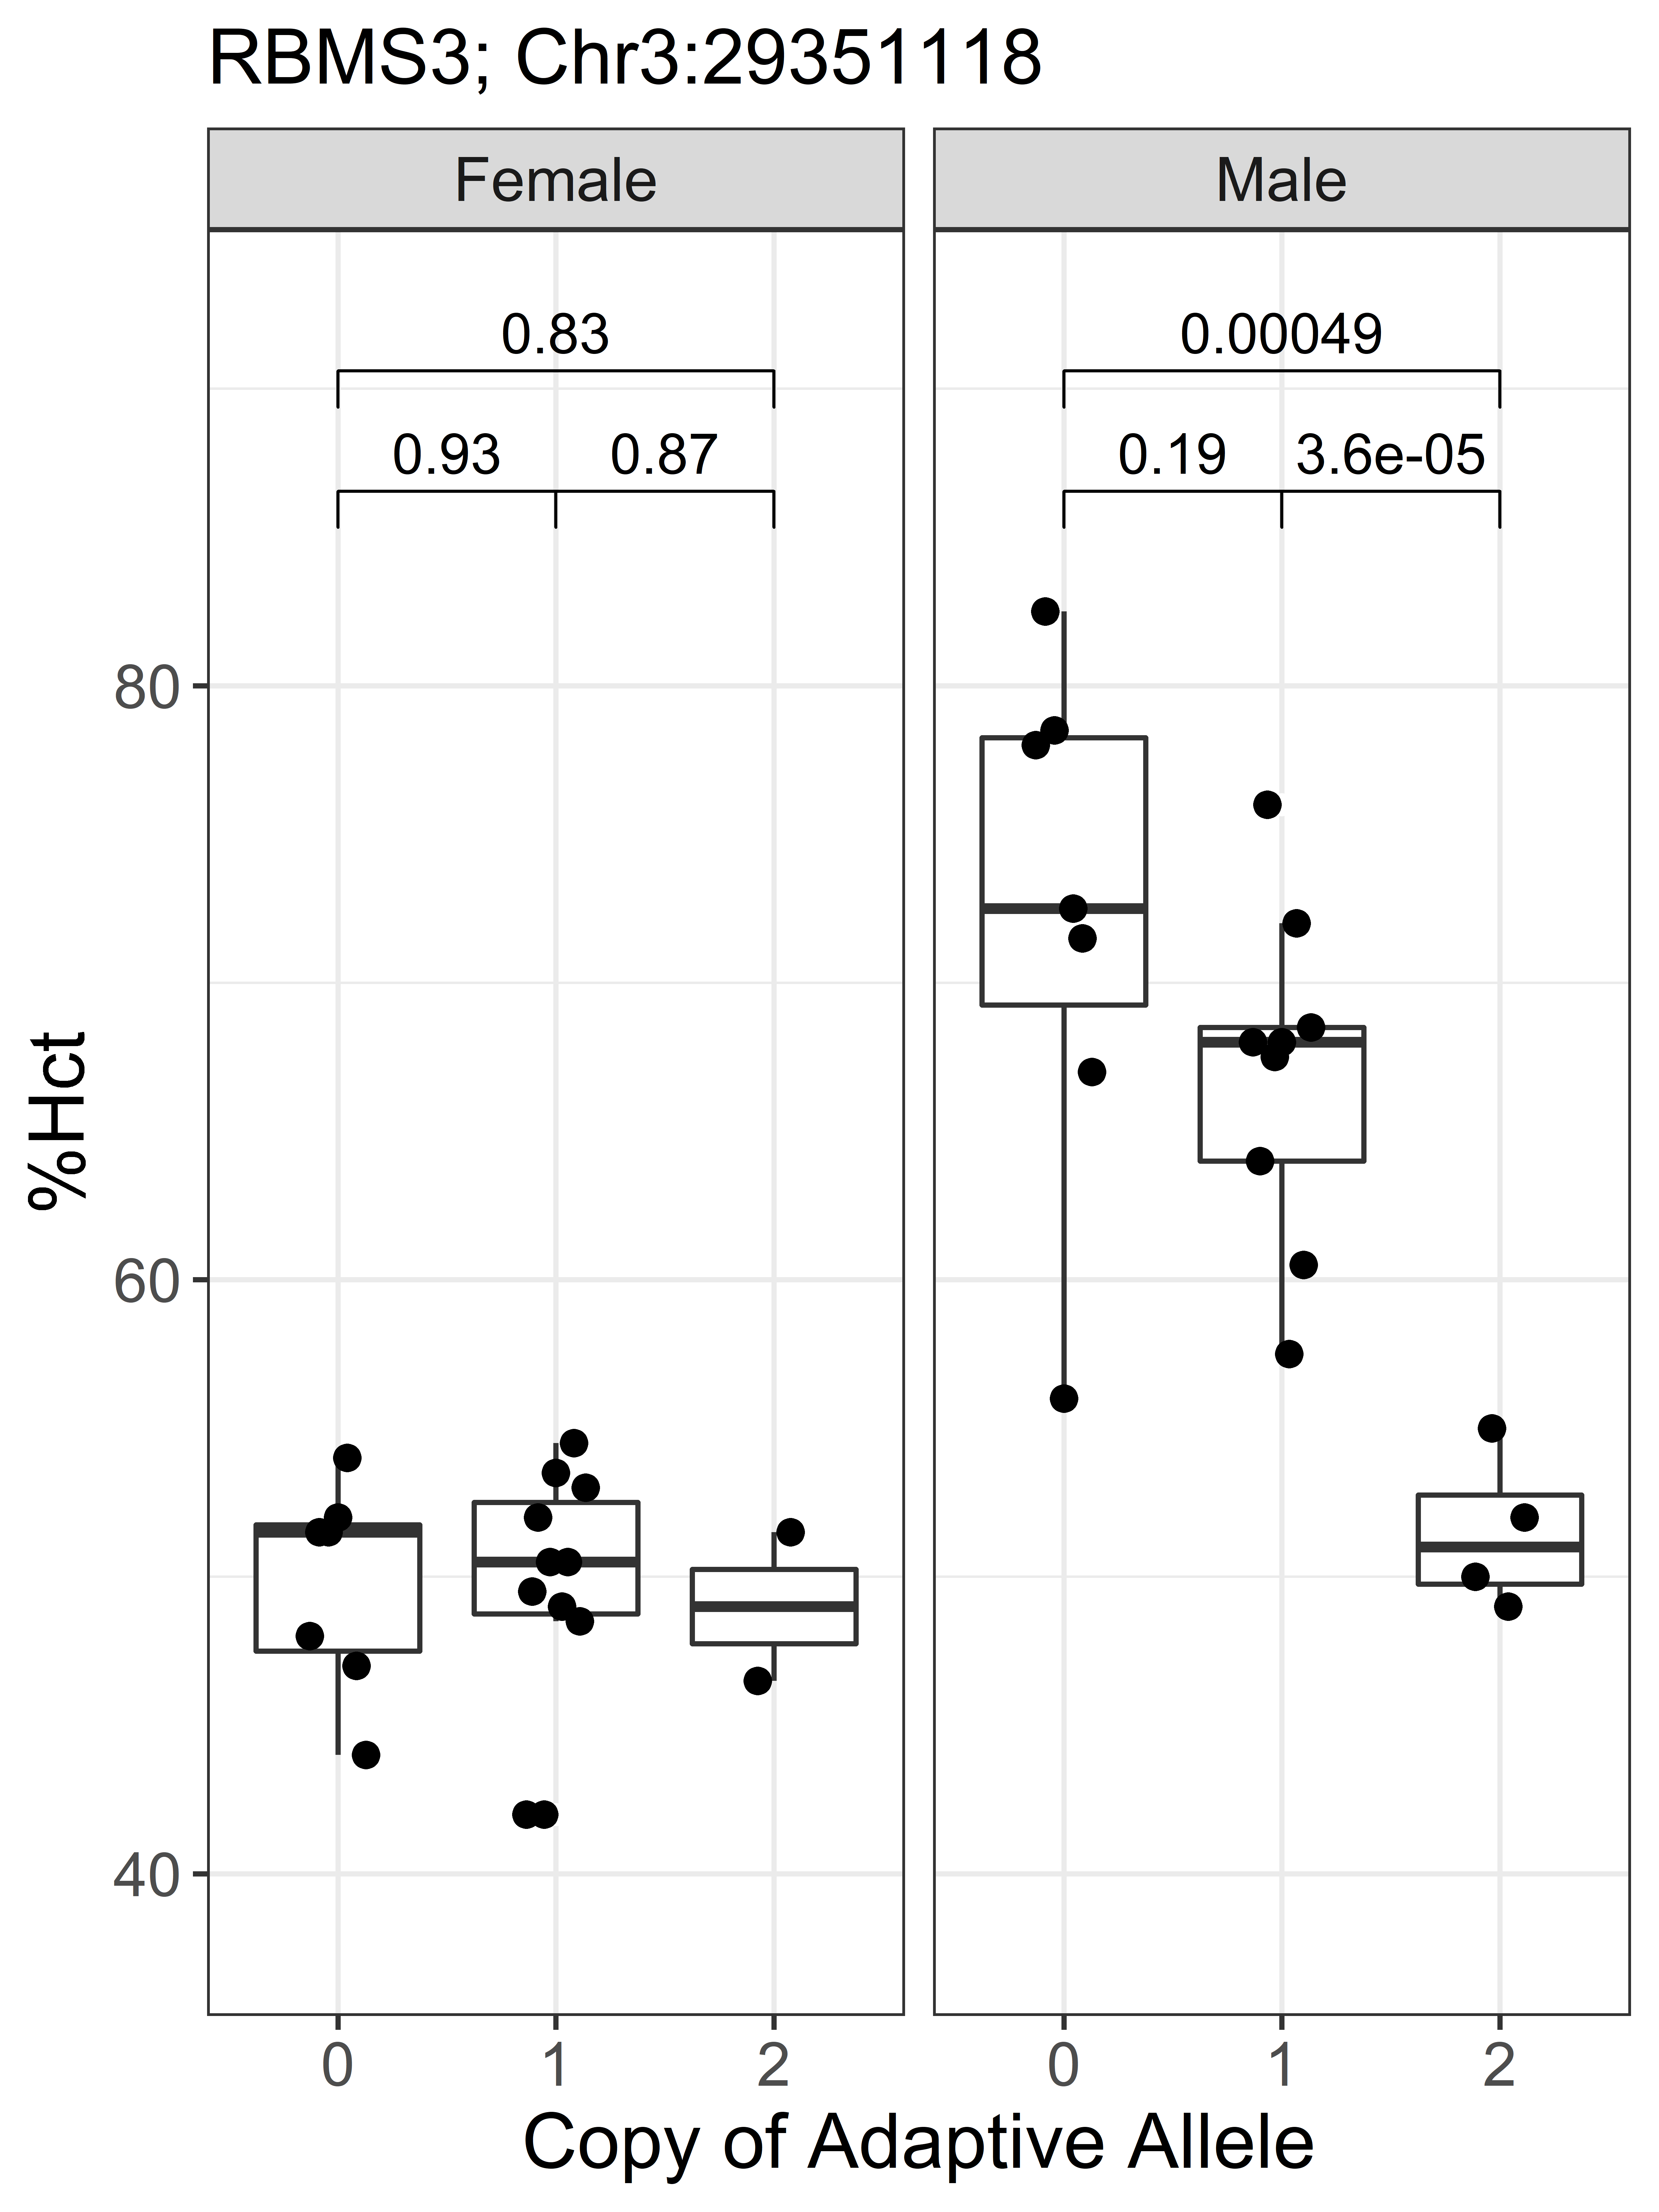 RBMS3; Chr3:29351118
Female
Male
0.83
0.00049
0.93
0.87
0.19
3.6e-05
80
60
40
%Hct
0
1
2
0
1
2
Copy of Adaptive Allele